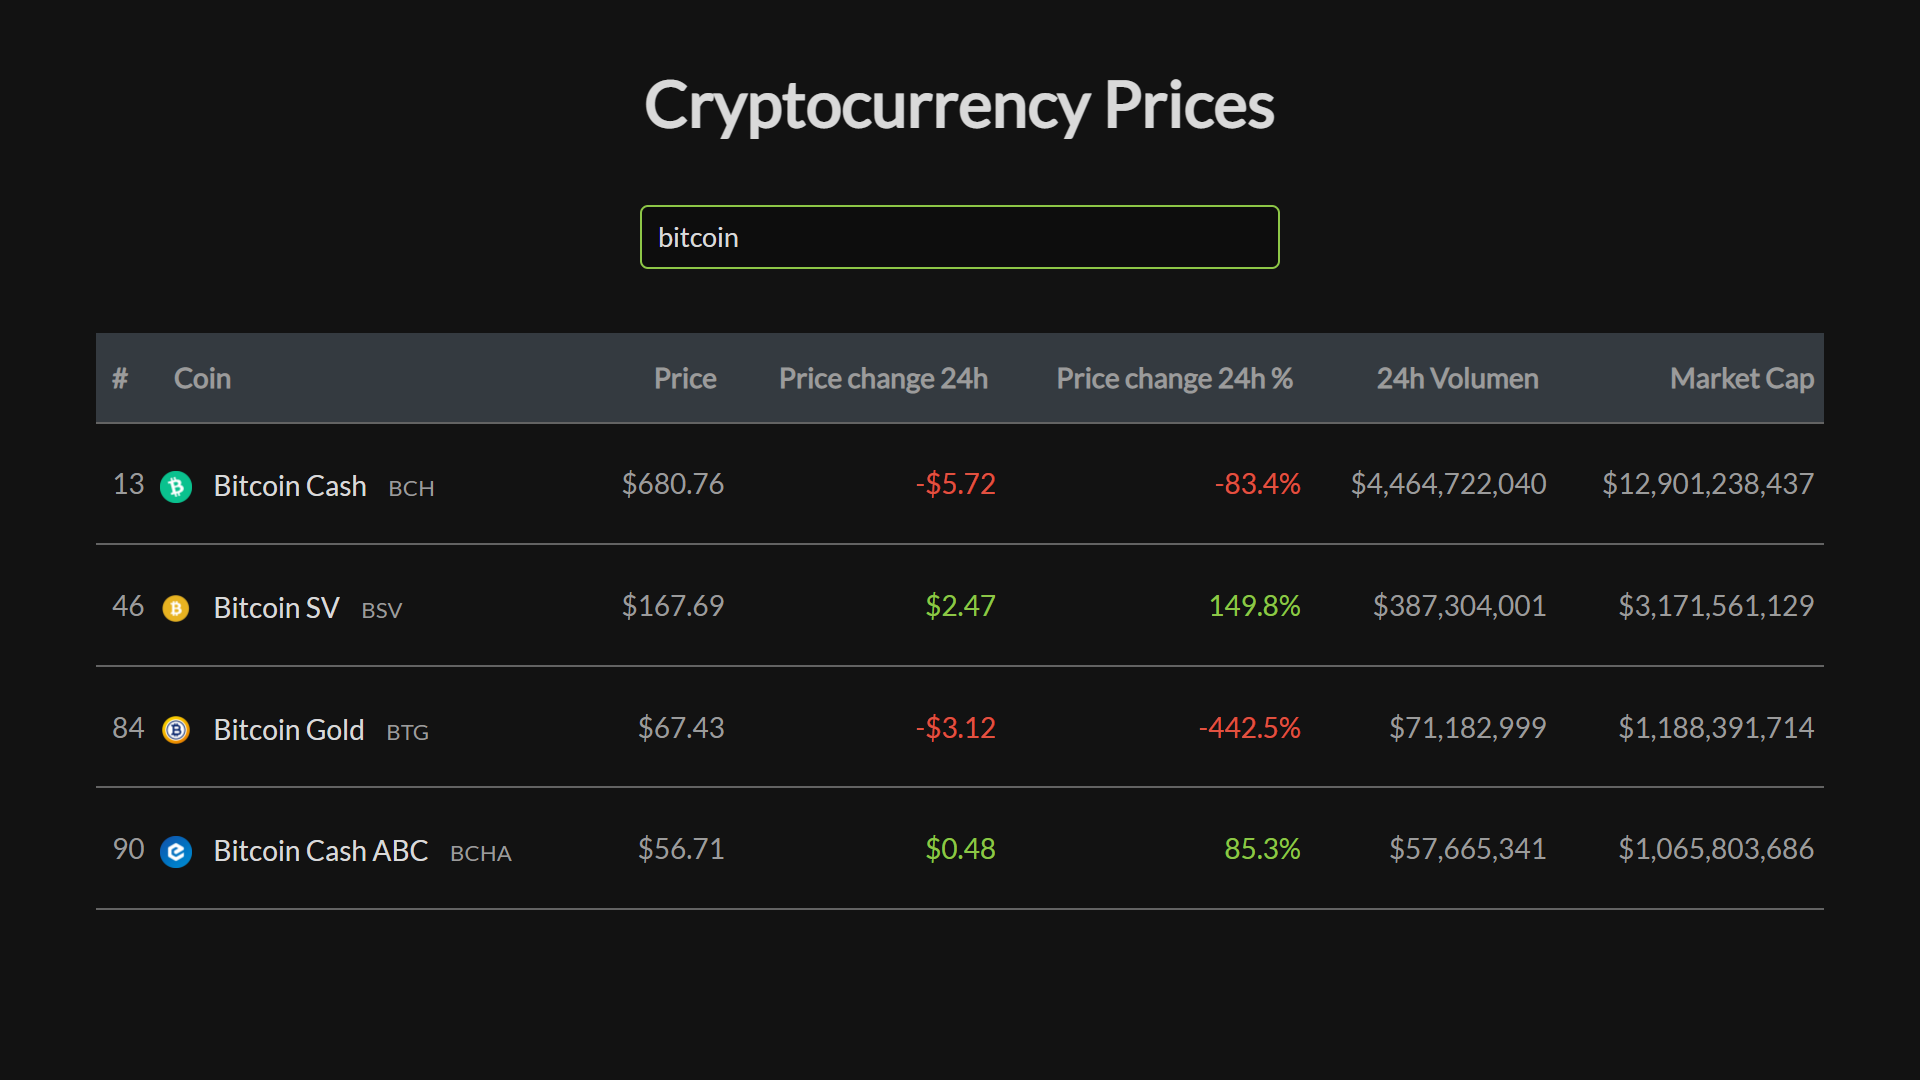 Cryptocurrency Prices
bitcoin
# Coin Price Price change 24h Price change 24h % 24h Volumen Market Cap
13 Bitcoin Cash BCH $680.76 -$5.72 -83.4% $4,464,722,040 $12,901,238,437
46 Bitcoin SV BSV $167.69 $2.47 149.8% $387,304,001 $3,171,561,129
84 Bitcoin Gold BTG $67.43 -$3.12 -442.5% $71,182,999 $1,188,391,714
90 Bitcoin Cash ABC BCHA $56.71 $0.48 85.3% $57,665,341 $1,065,803,686